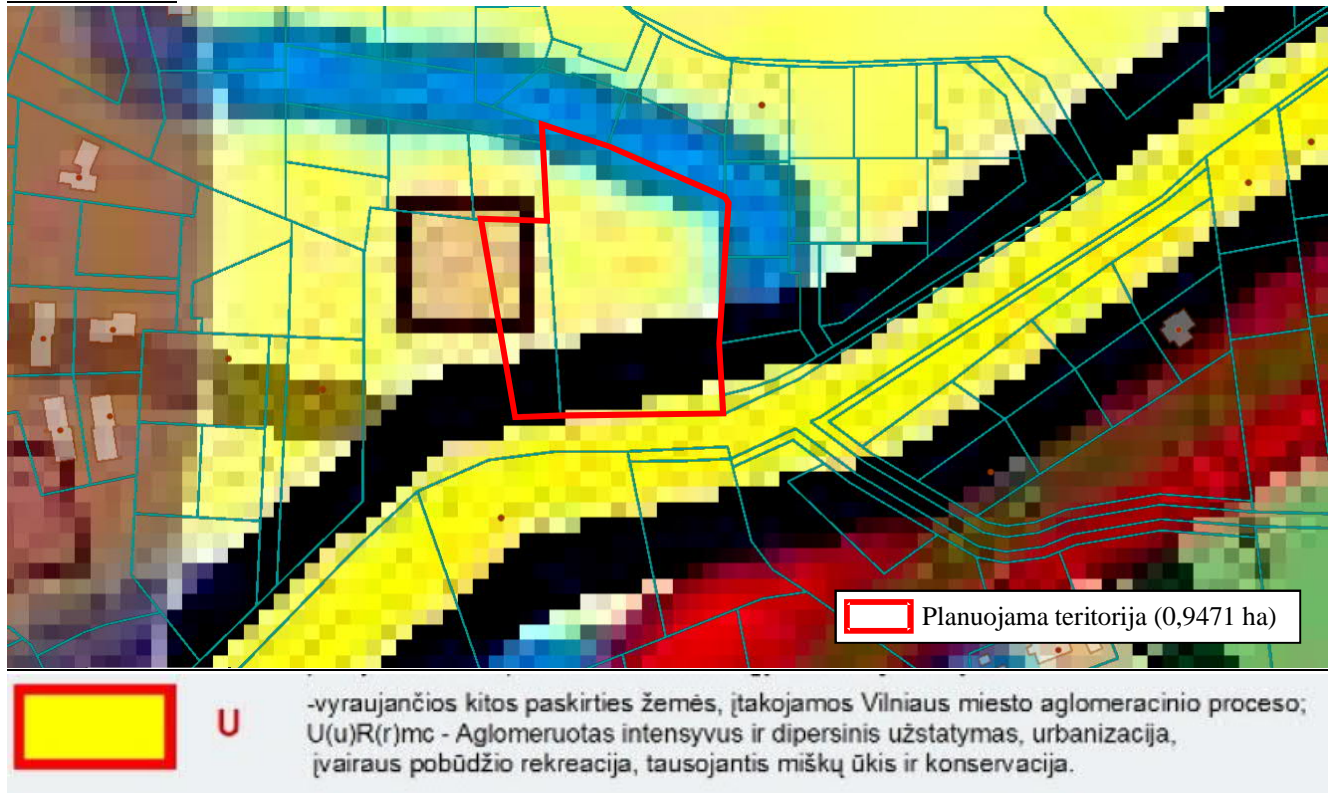 Planuojama teritorija (0,9471 ha)
U
-vyraujančios kitos paskirties žemės, įtakojamos Vilniaus miesto aglomeracinio proceso;
U(u)R(r)mc - Aglomeruotas intensyvus ir dipersinis užstatymas, urbanizacija,
įvairaus pobūdžio rekreacija, tausojantis miškų ūkis ir konservacija.